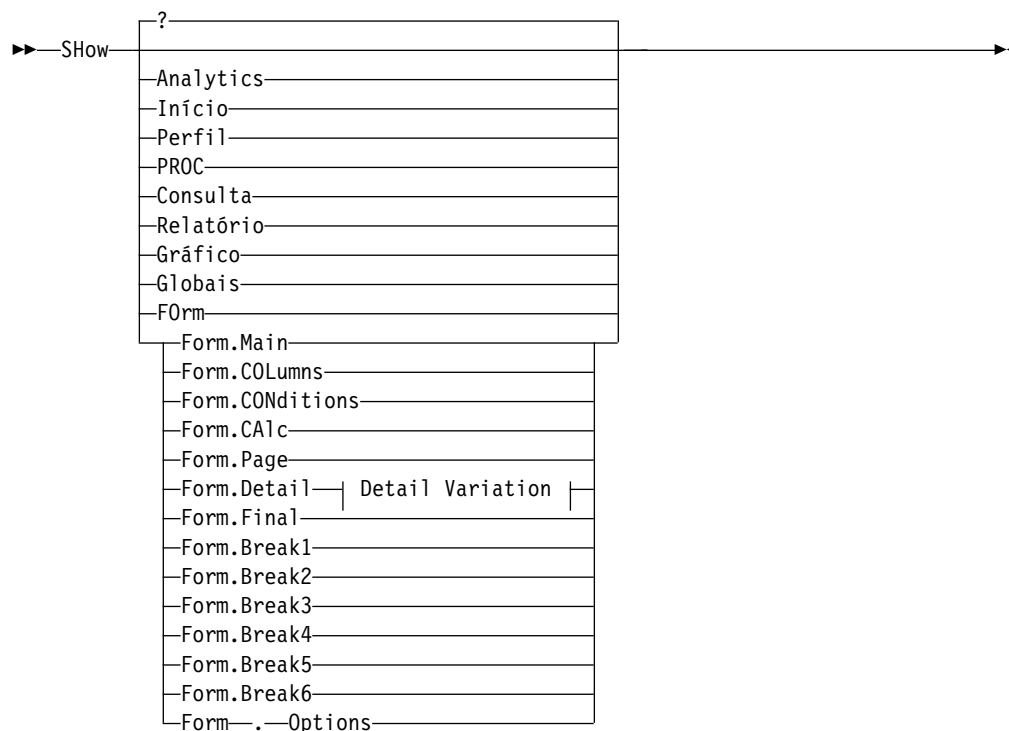 ?
SHow
Analytics
Início
Perfil
PROC
Consulta
Relatório
Gráfico
Globais
FOrm
Form.Main
Form.COLumns
Form.CONditions
Form.CAlc
Form.Page
Form.Detail Detail Variation
Form.Final
Form.Break1
Form.Break2
Form.Break3
Form.Break4
Form.Break5
Form.Break6
Form . Options